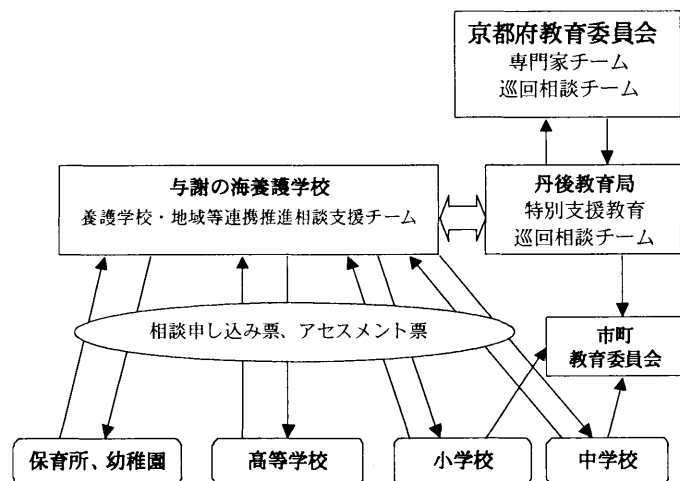 京都府教育委員会
専門家チーム
巡回相談チーム
与謝の海養護学校
養護学校・地域等連携推進相談支援チーム
丹後教育局
特別支援教育
巡回相談チーム
相談申し込み票、アセスメント票
市町
教育委員会
保育所、幼稚園
高等学校
小学校
中学校